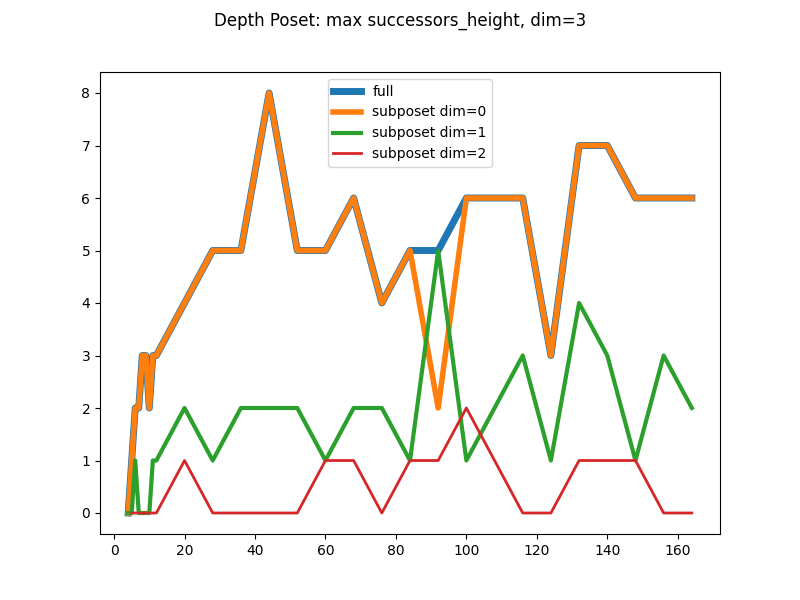 Depth Poset: max successors_height, dim=3
full
subposet dim=0
subposet dim=1
subposet dim=2
8
7
6
5
4
3
2
1
0
0 20 40 60 80 100 120 140 160